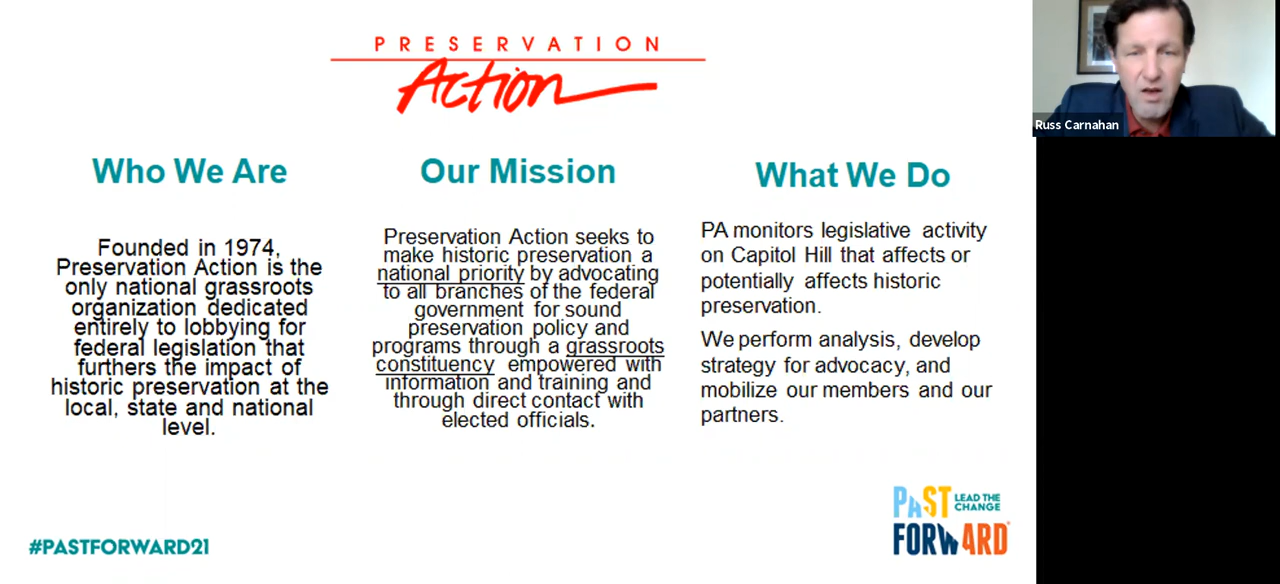 PRESERVATION
Action
Who We Are
Founded in 1974,
Preservation Action is the
only national grassroots
organization dedicated
entirely to lobbying for
federal legislation that
furthers the impact of
historic preservation at the
local, state and national
level.
Our Mission
Preservation Action seeks to
make historic preservation a
national priority by advocating
to all branches of the federal
government for sound
preservation policy and
programs through a grassroots
constituency empowered with
information and training and
through direct contact with
elected officials.
What We Do
PA monitors legislative activity
on Capitol Hill that affects or
potentially affects historic
preservation.
We perform analysis, develop
strategy for advocacy, and
mobilize our members and our
partners.
#PASTFORWARD21
PAST LEAD THE
CHANGE
FORWARD®
Russ Carnahan